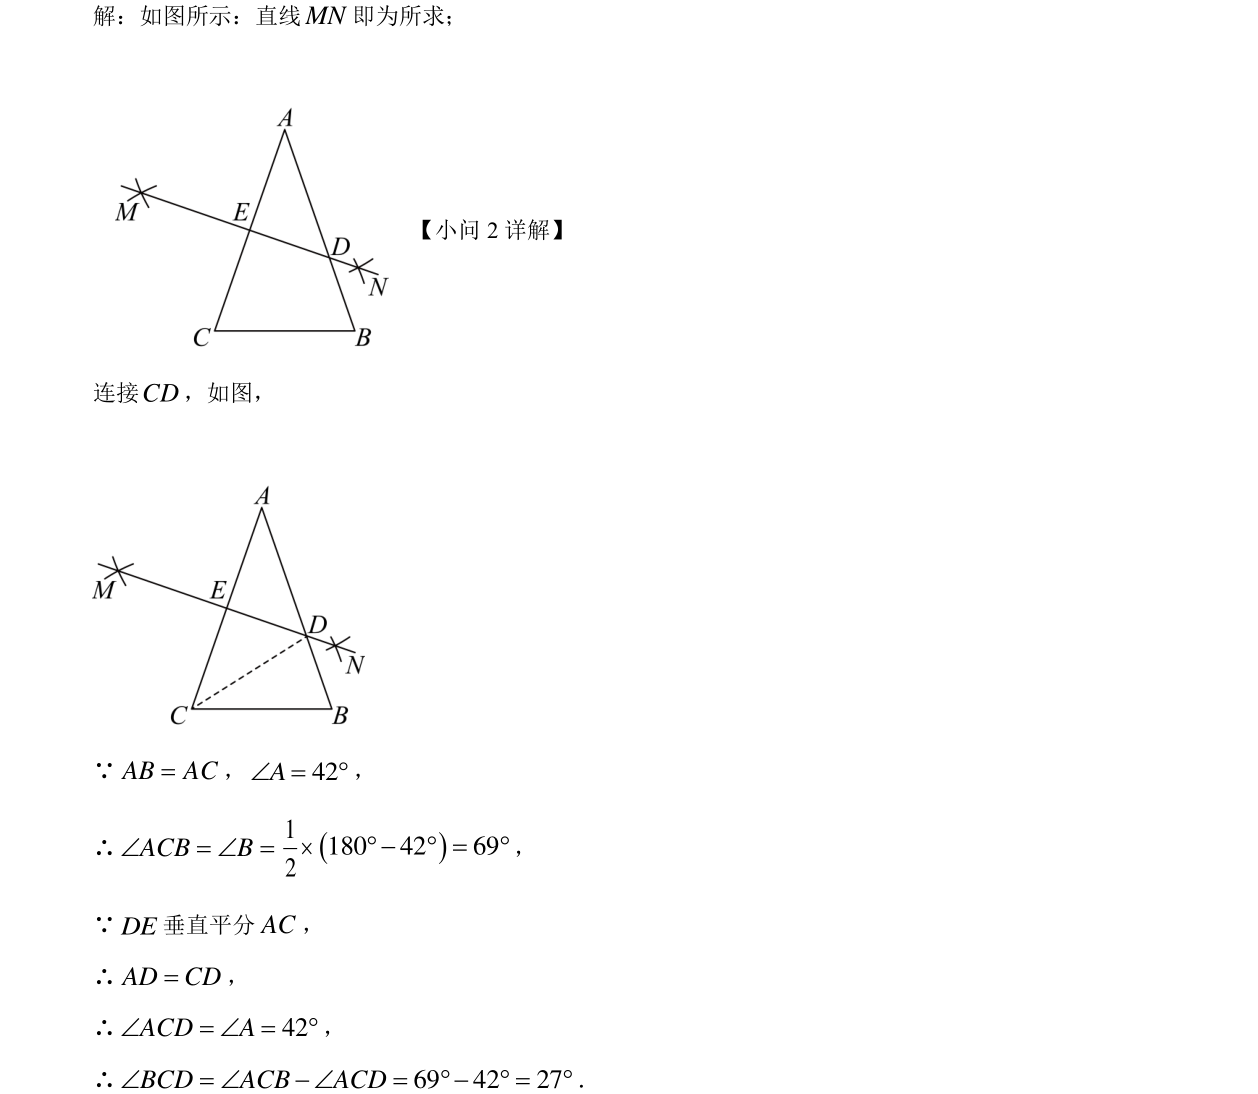 解：如图所示：直线MN 即为所求；
A
M
E
D
N
C
B
【小问 2 详解】
连接CD，如图，
A
M
E
D
N
C
B
∵ AB = AC，∠A = 42°，
∴ ∠ACB = ∠B = 1/2 × (180° − 42°) = 69°，
∵ DE 垂直平分 AC，
∴ AD = CD，
∴ ∠ACD = ∠A = 42°，
∴ ∠BCD = ∠ACB − ∠ACD = 69° − 42° = 27°．